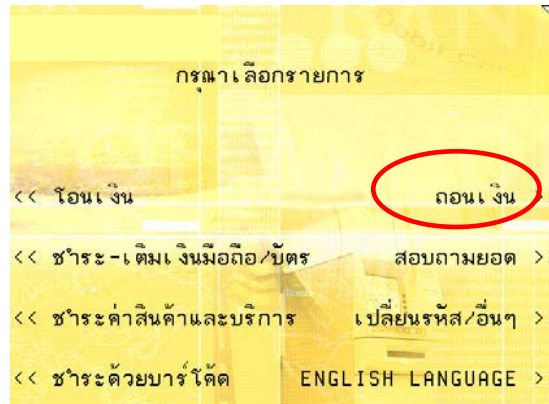 กรุณาเลือกรายการ
<< โอนเงิน ถอนเงิน >
<< ชำระ-เติมเงินมือถือ/บัตร สอบถามยอด >
<< ชำระค่าสินค้าและบริการ เปลี่ยนรหัส/อื่นๆ >
<< ชำระด้วยบาร์โค้ด ENGLISH LANGUAGE >